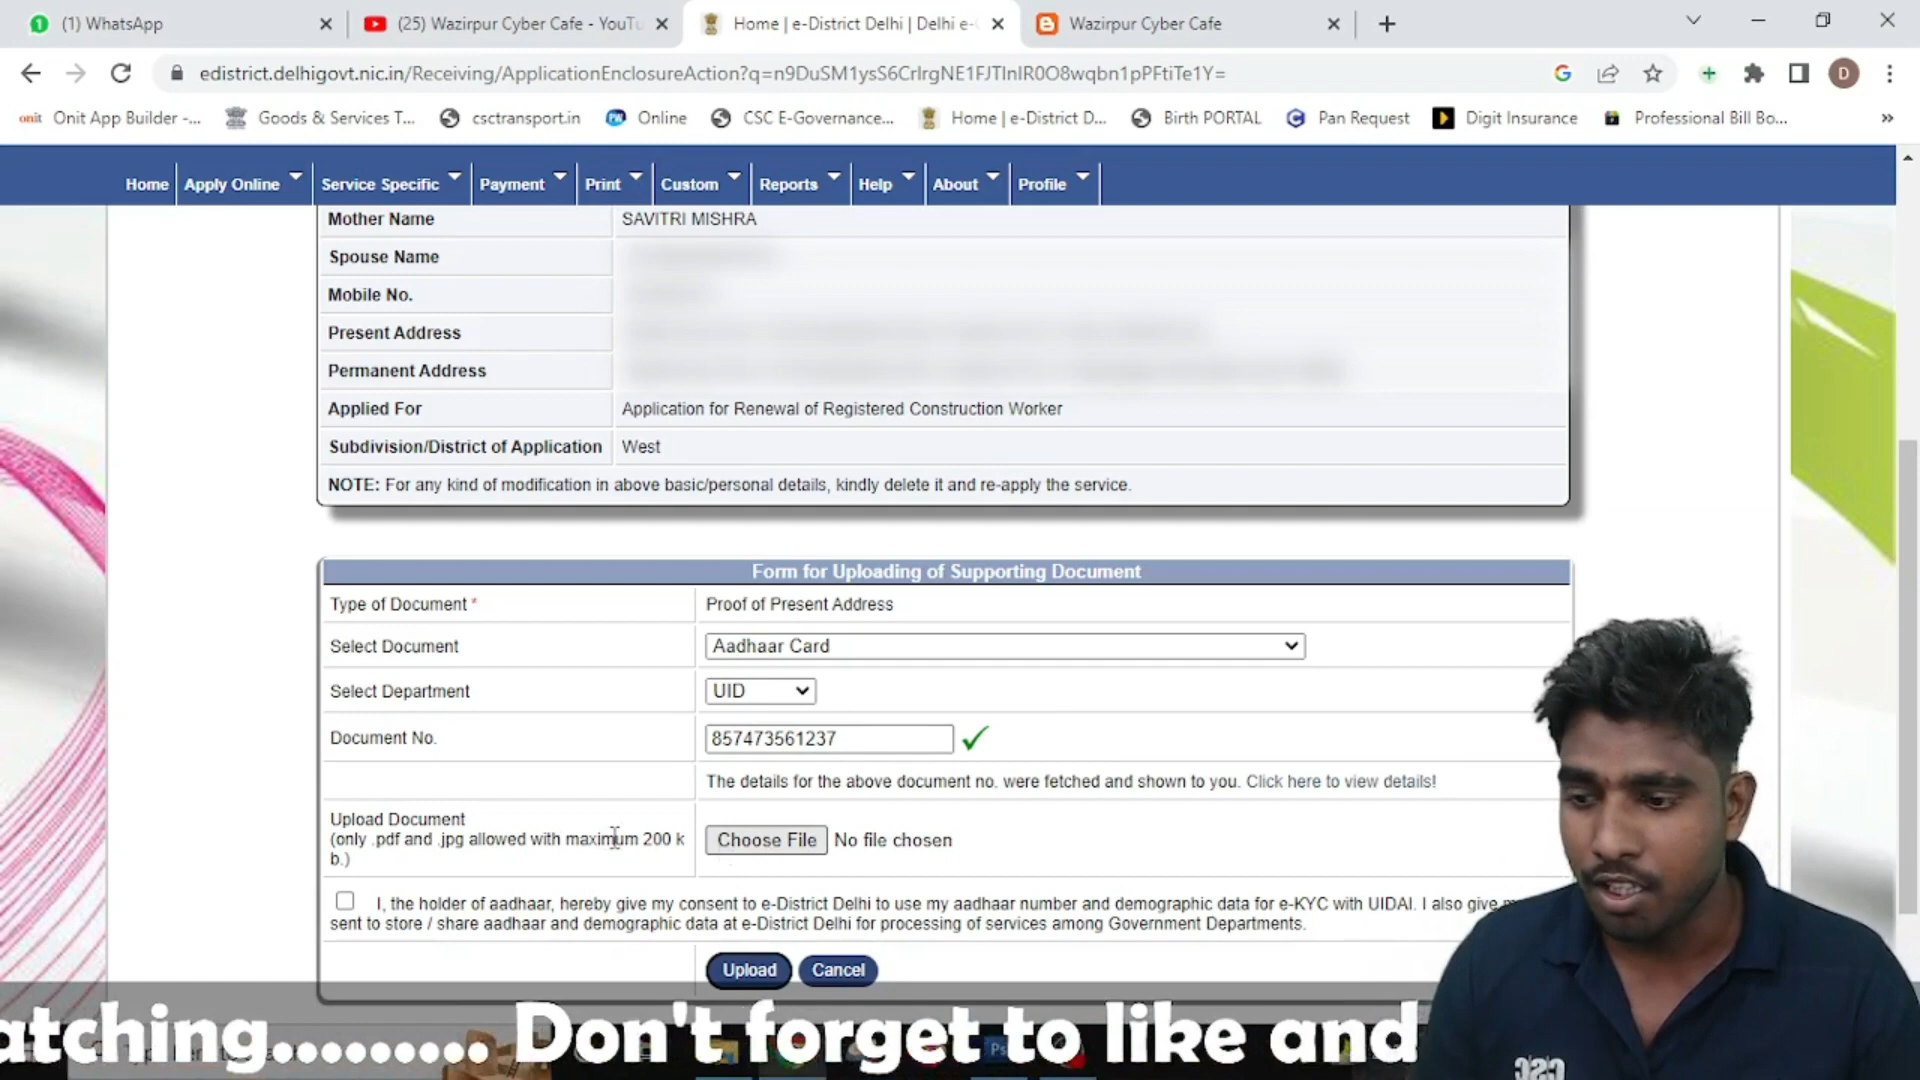 (1) WhatsApp
(25) Wazirpur Cyber Cafe - YouTu
Home | e-District Delhi | Delhi e-
Wazirpur Cyber Cafe
edistrict.delhigovt.nic.in/Receiving/ApplicationEnclosureAction?q=n9DuSM1ysS6CrIrgNE1FJTInIR0O8wqbn1pPFtiTe1Y=
D
onit Onit App Builder -...
Goods & Services T...
csctransport.in
Online
CSC E-Governance...
Home | e-District D...
Birth PORTAL
Pan Request
Digit Insurance
Professional Bill Bo...
Home Apply Online Service Specific Payment Print Custom Reports Help About Profile
Mother Name SAVITRI MISHRA
Spouse Name
Mobile No.
Present Address
Permanent Address
Applied For Application for Renewal of Registered Construction Worker
Subdivision/District of Application West
NOTE: For any kind of modification in above basic/personal details, kindly delete it and re-apply the service.
Form for Uploading of Supporting Document
Type of Document * Proof of Present Address
Select Document Aadhaar Card
Select Department UID
Document No. 857473561237
The details for the above document no. were fetched and shown to you. Click here to view details!
Upload Document
(only .pdf and .jpg allowed with maximum 200 k
b.)
Choose File No file chosen
I, the holder of aadhaar, hereby give my consent to e-District Delhi to use my aadhaar number and demographic data for e-KYC with UIDAI. I also give
sent to store / share aadhaar and demographic data at e-District Delhi for processing of services among Government Departments.
Upload Cancel
atching......... Don't forget to like and
Ps